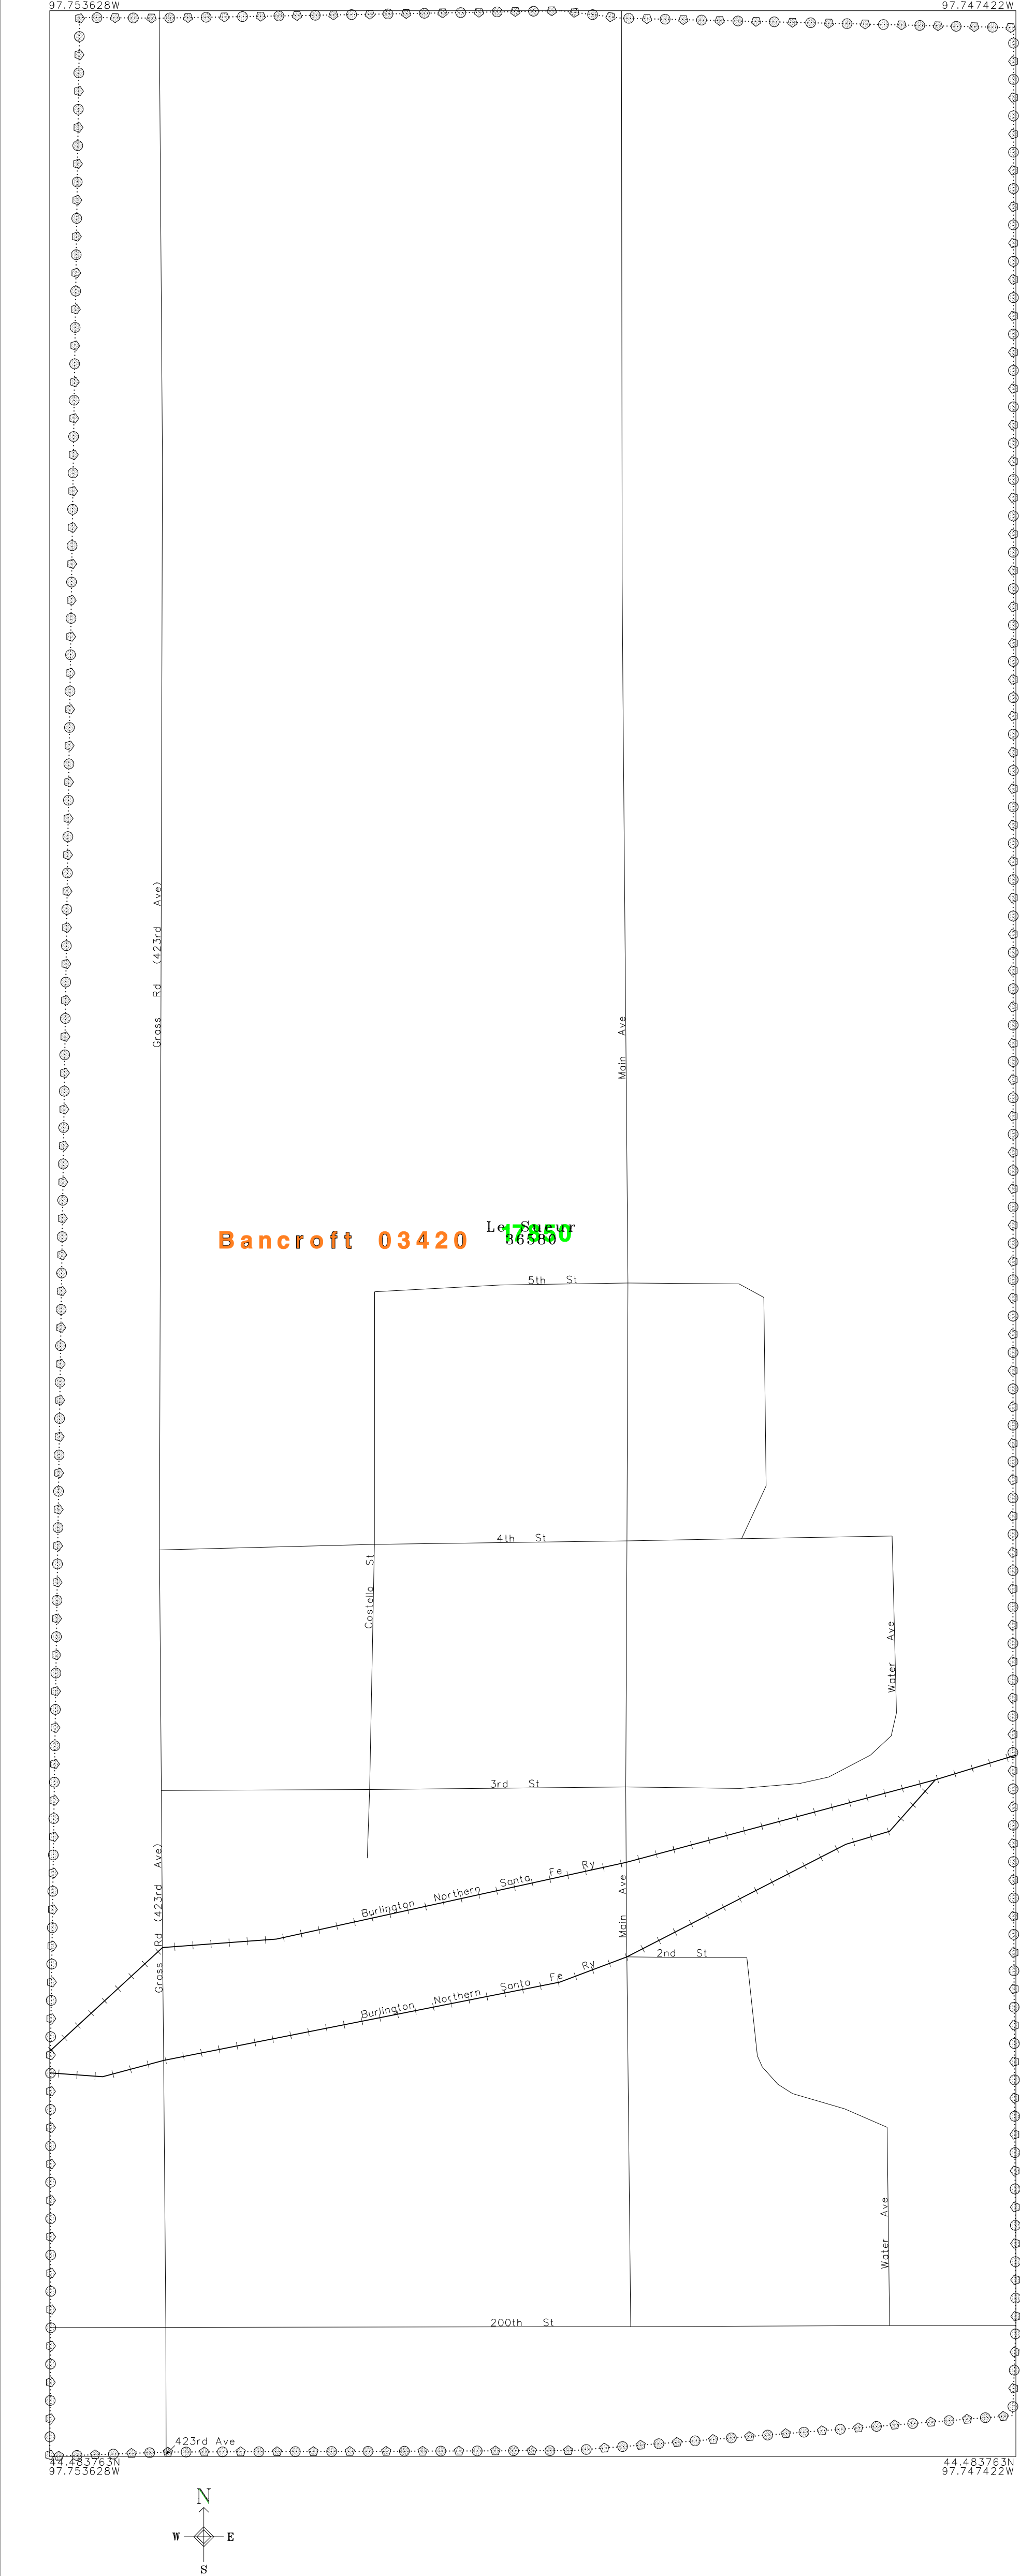 97.753628W 97.747422W
Grass Rd (423rd Ave)
Main Ave
Le Sueur
17550
Bancroft 03420
36580
5th St
4th St
Costello St
Water Ave
3rd St
Grass Rd (423rd Ave)
Burlington Northern Santa Fe Ry
Main Ave
2nd St
Burlington Northern Santa Fe Ry
Water Ave
200th St
423rd Ave
44.483763N 44.483763N
97.753628W 97.747422W
N
W E
S